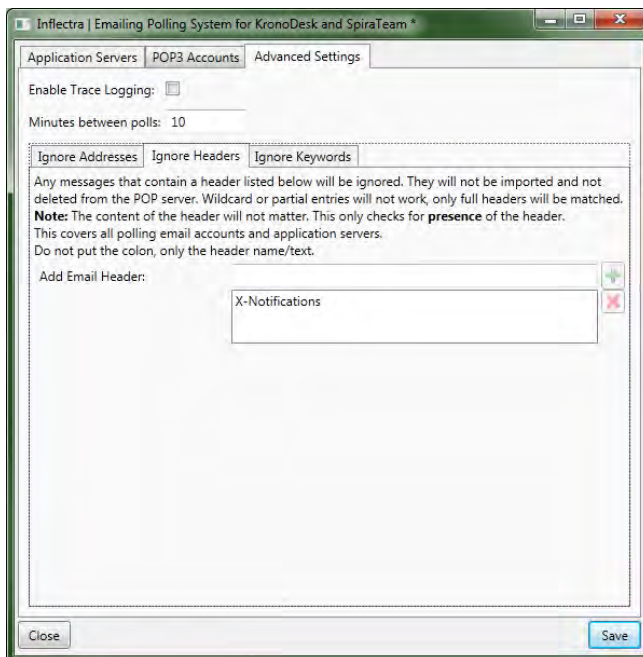 Inflectra | Emailing Polling System for KronoDesk and SpiraTeam *
Application Servers POP3 Accounts Advanced Settings
Enable Trace Logging:
Minutes between polls: 10
Ignore Addresses Ignore Headers Ignore Keywords
Any messages that contain a header listed below will be ignored. They will not be imported and not
deleted from the POP server. Wildcard or partial entries will not work, only full headers will be matched.
Note: The content of the header will not matter. This only checks for presence of the header.
This covers all polling email accounts and application servers.
Do not put the colon, only the header name/text.
Add Email Header:
X-Notifications
Close Save